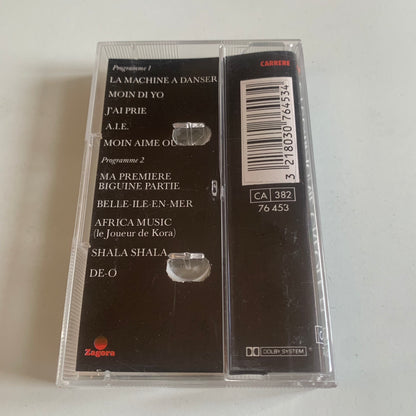 Programme 1
LA MACHINE A DANSER
MOIN DI YO
J'AI PRIE
A.I.E.
MOIN AIME OU
Programme 2
MA PREMIERE
BIGUINE PARTIE
BELLE-ILE-EN-MER
AFRICA MUSIC
(le Joueur de Kora)
SHALA SHALA
DE-O
Zagora
CARRERE
3 218030 764534
CA 382
76 453
DOLBY SYSTEM